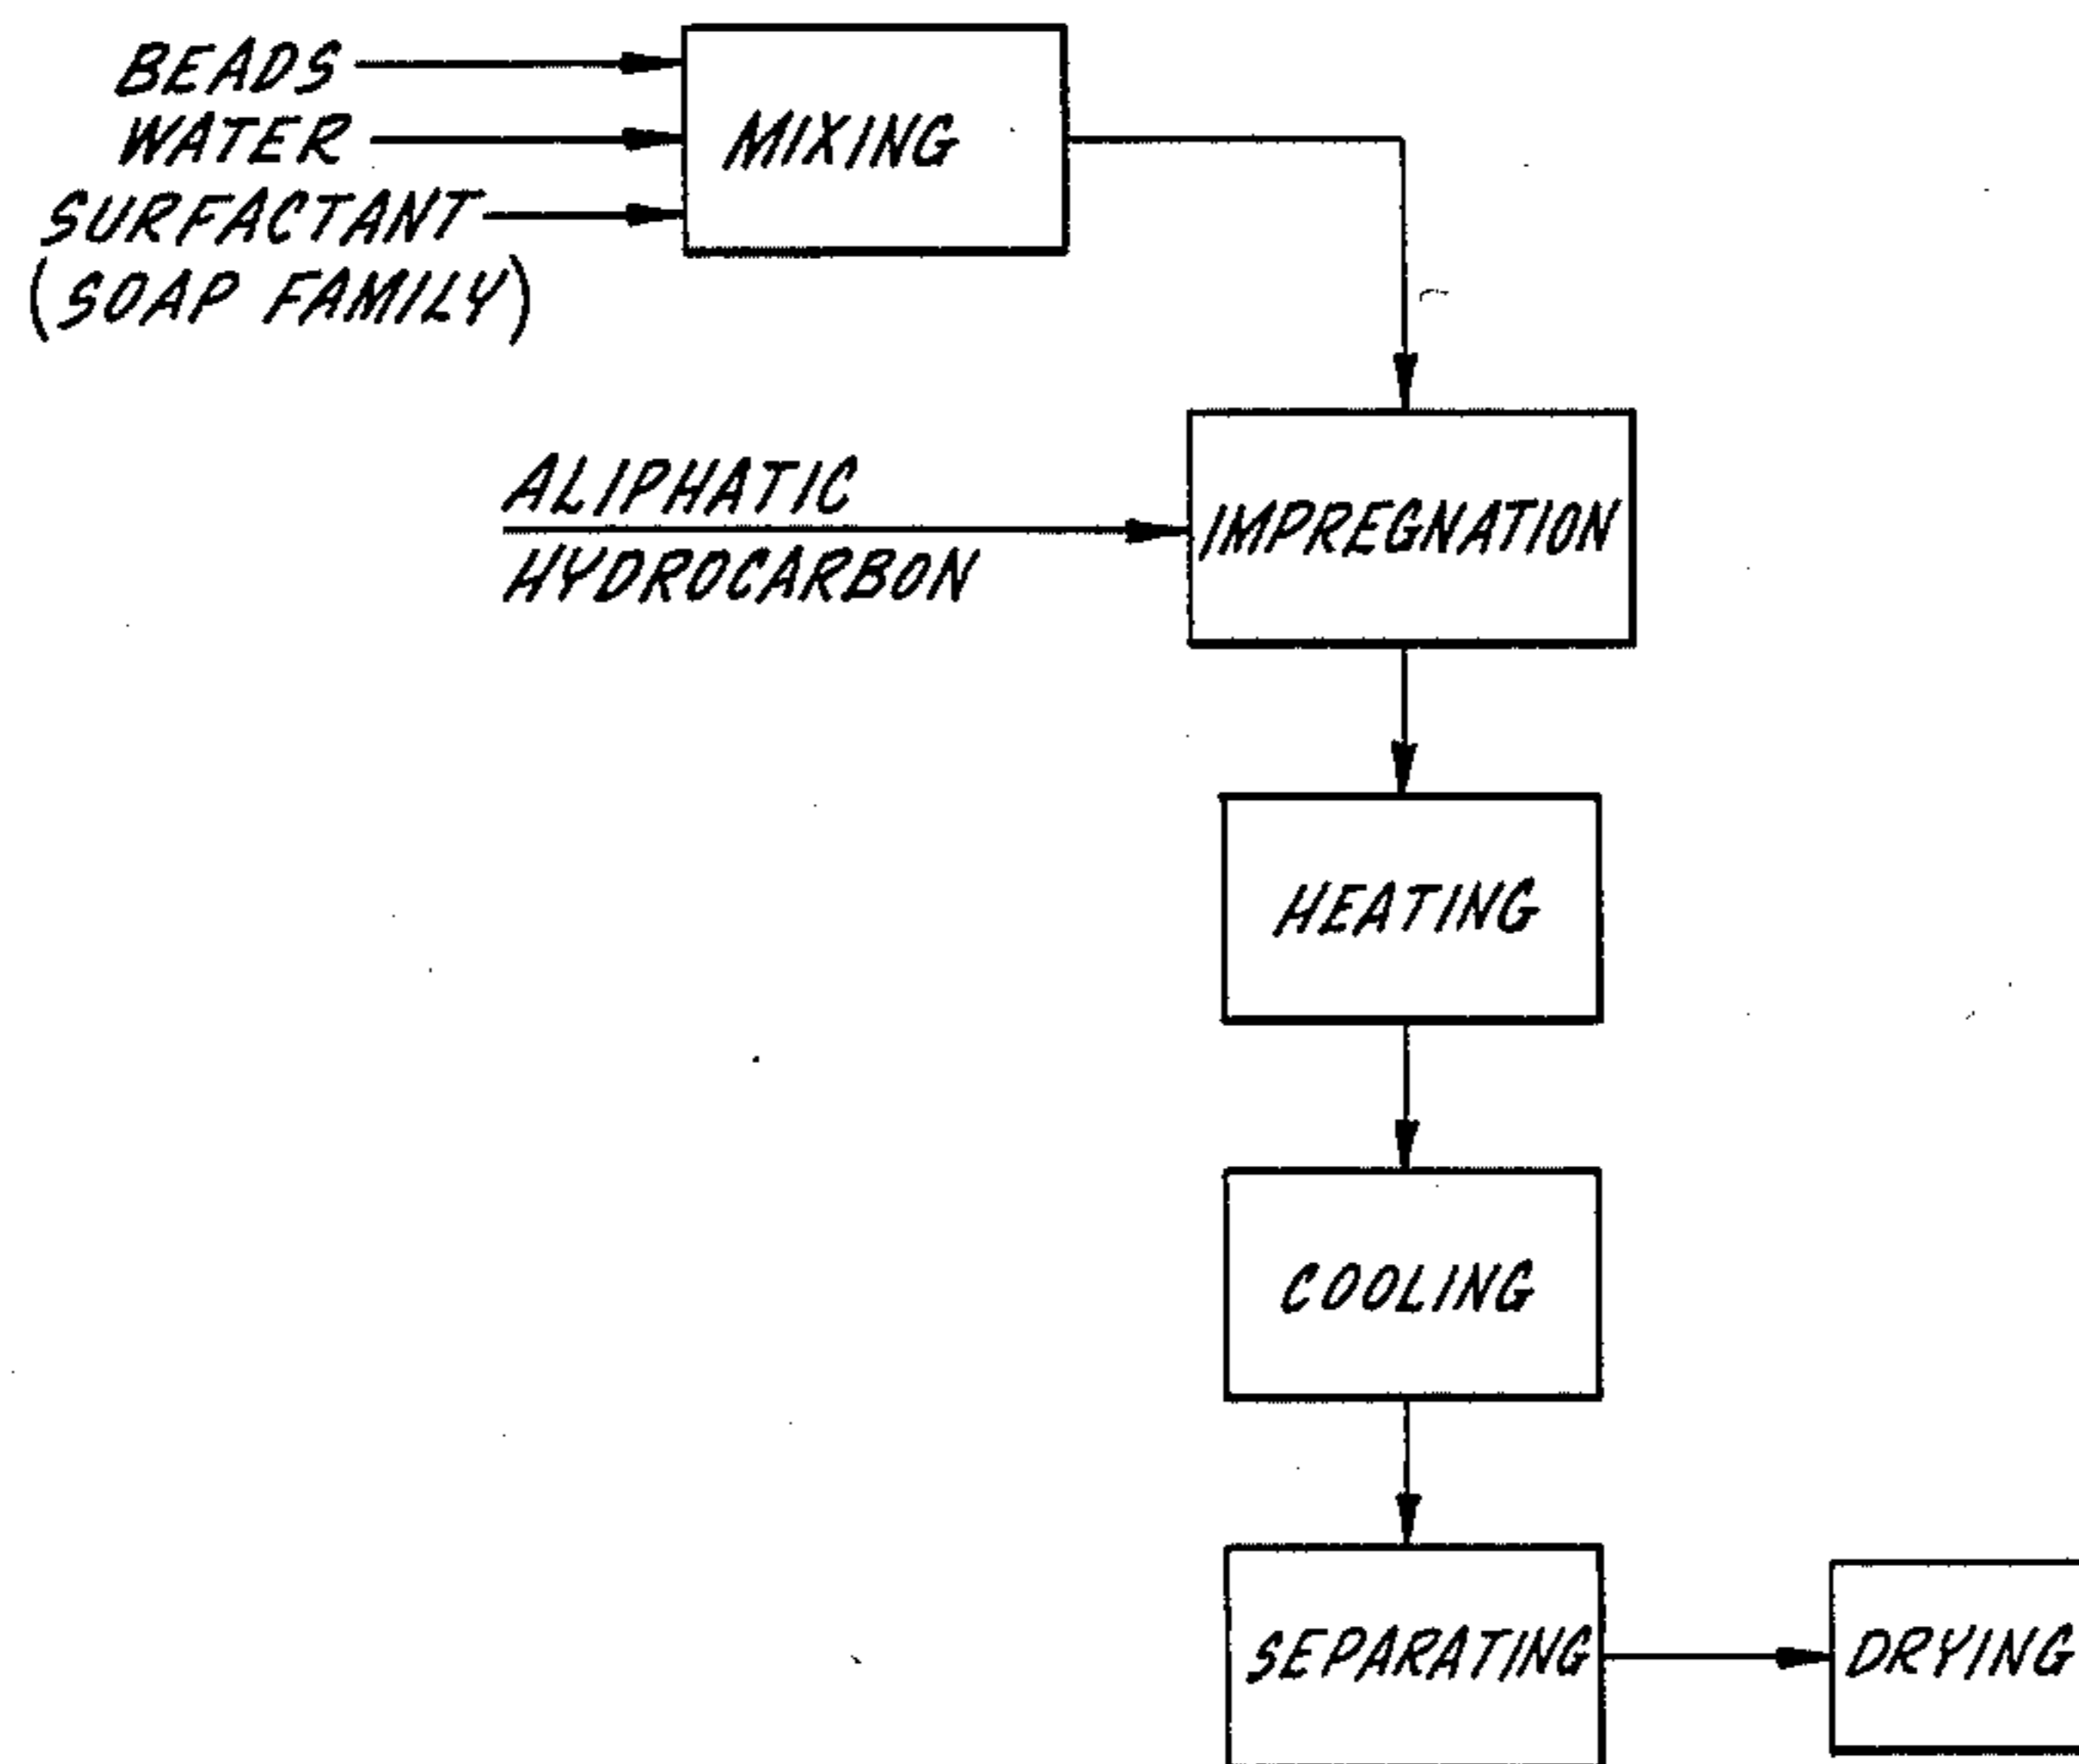 BEADS
WATER
SURFACTANT
(SOAP FAMILY)
MIXING
ALIPHATIC
HYDROCARBON
IMPREGNATION
HEATING
COOLING
SEPARATING
DRYING